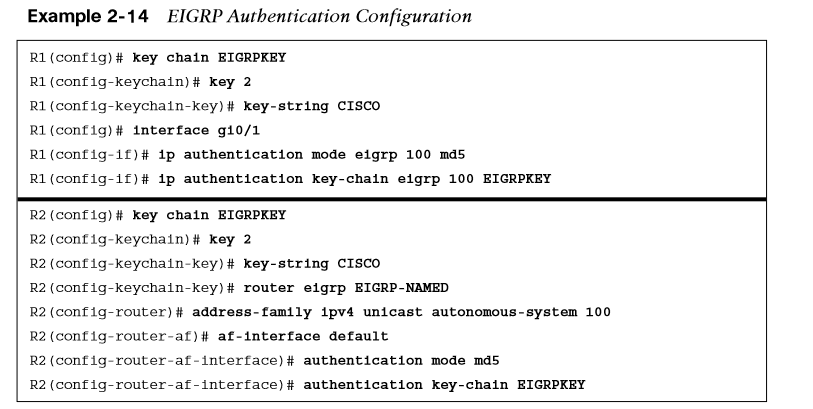 Example 2-14 EIGRP Authentication Configuration
R1(config)# key chain EIGRPKEY
R1(config-keychain)# key 2
R1(config-keychain-key)# key-string CISCO
R1(config)# interface gi0/1
R1(config-if)# ip authentication mode eigrp 100 md5
R1(config-if)# ip authentication key-chain eigrp 100 EIGRPKEY
R2(config)# key chain EIGRPKEY
R2(config-keychain)# key 2
R2(config-keychain-key)# key-string CISCO
R2(config-keychain-key)# router eigrp EIGRP-NAMED
R2(config-router)# address-family ipv4 unicast autonomous-system 100
R2(config-router-af)# af-interface default
R2(config-router-af-interface)# authentication mode md5
R2(config-router-af-interface)# authentication key-chain EIGRPKEY